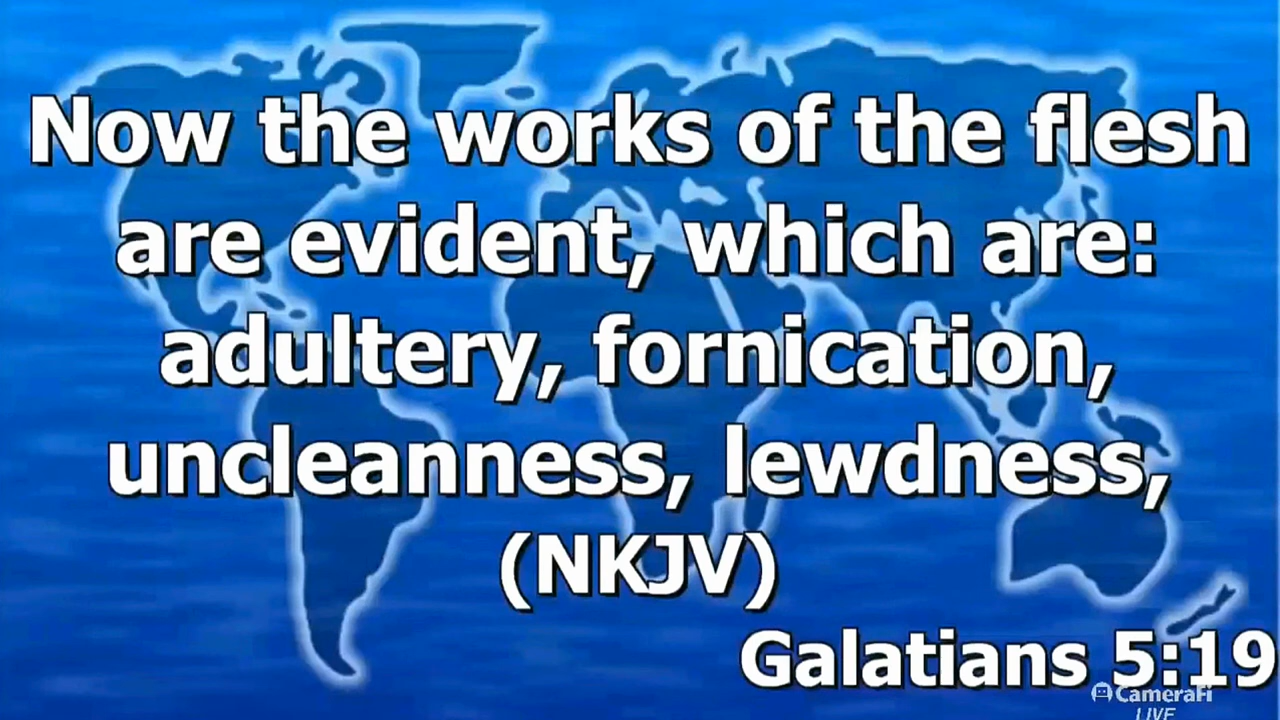 Now the works of the flesh
are evident, which are:
adultery, fornication,
uncleanness, lewdness,
(NKJV)
Galatians 5:19
CameraFi
LIVE